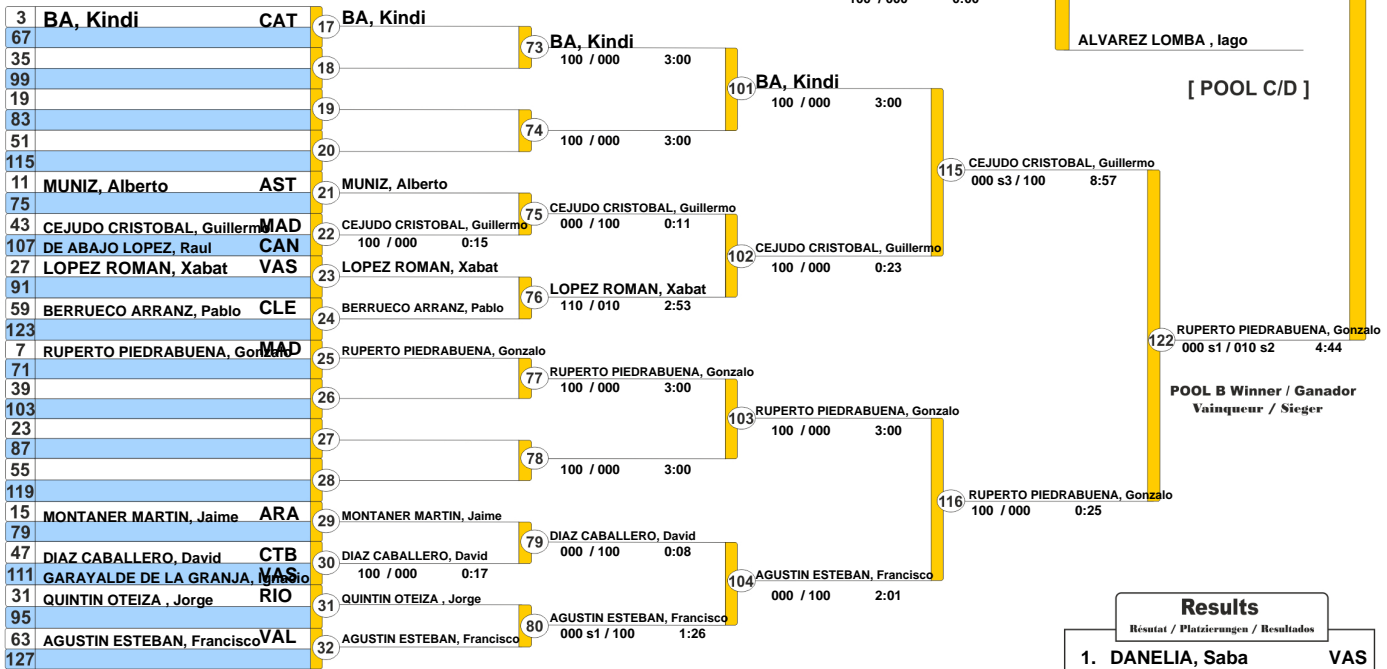 100 / 000 0:00
ALVAREZ LOMBA , Iago
[ POOL C/D ]
3 BA, Kindi CAT
67
35
99
19
83
51
115
11 MUNIZ, Alberto AST
75
43 CEJUDO CRISTOBAL, Guillermo MAD
107 DE ABAJO LOPEZ, Raul CAN
27 LOPEZ ROMAN, Xabat VAS
91
59 BERRUECO ARRANZ, Pablo CLE
123
7 RUPERTO PIEDRABUENA, Gonzalo MAD
71
39
103
23
87
55
119
15 MONTANER MARTIN, Jaime ARA
79
47 DIAZ CABALLERO, David CTB
111 GARAYALDE DE LA GRANJA, Ignacio VAS
31 QUINTIN OTEIZA , Jorge RIO
95
63 AGUSTIN ESTEBAN, Francisco VAL
127
17 BA, Kindi
18
19
20
21 MUNIZ, Alberto
22 CEJUDO CRISTOBAL, Guillermo
100 / 000 0:15
23 LOPEZ ROMAN, Xabat
24 BERRUECO ARRANZ, Pablo
25 RUPERTO PIEDRABUENA, Gonzalo
26
27
28
29 MONTANER MARTIN, Jaime
30 DIAZ CABALLERO, David
100 / 000 0:17
31 QUINTIN OTEIZA , Jorge
32 AGUSTIN ESTEBAN, Francisco
73 BA, Kindi
100 / 000 3:00
74
100 / 000 3:00
75 CEJUDO CRISTOBAL, Guillermo
000 / 100 0:11
76 LOPEZ ROMAN, Xabat
110 / 010 2:53
77 RUPERTO PIEDRABUENA, Gonzalo
100 / 000 3:00
78
100 / 000 3:00
79 DIAZ CABALLERO, David
000 / 100 0:08
80 AGUSTIN ESTEBAN, Francisco
000 s1 / 100 1:26
101 BA, Kindi
100 / 000 3:00
102 CEJUDO CRISTOBAL, Guillermo
100 / 000 0:23
103 RUPERTO PIEDRABUENA, Gonzalo
100 / 000 3:00
104 AGUSTIN ESTEBAN, Francisco
000 / 100 2:01
115 CEJUDO CRISTOBAL, Guillermo
000 s3 / 100 8:57
116 RUPERTO PIEDRABUENA, Gonzalo
100 / 000 0:25
122 RUPERTO PIEDRABUENA, Gonzalo
000 s1 / 010 s2 4:44
POOL B Winner / Ganador
Vainqueur / Sieger
Results
Résutat / Platzierungen / Resultados
1. DANELIA, Saba VAS